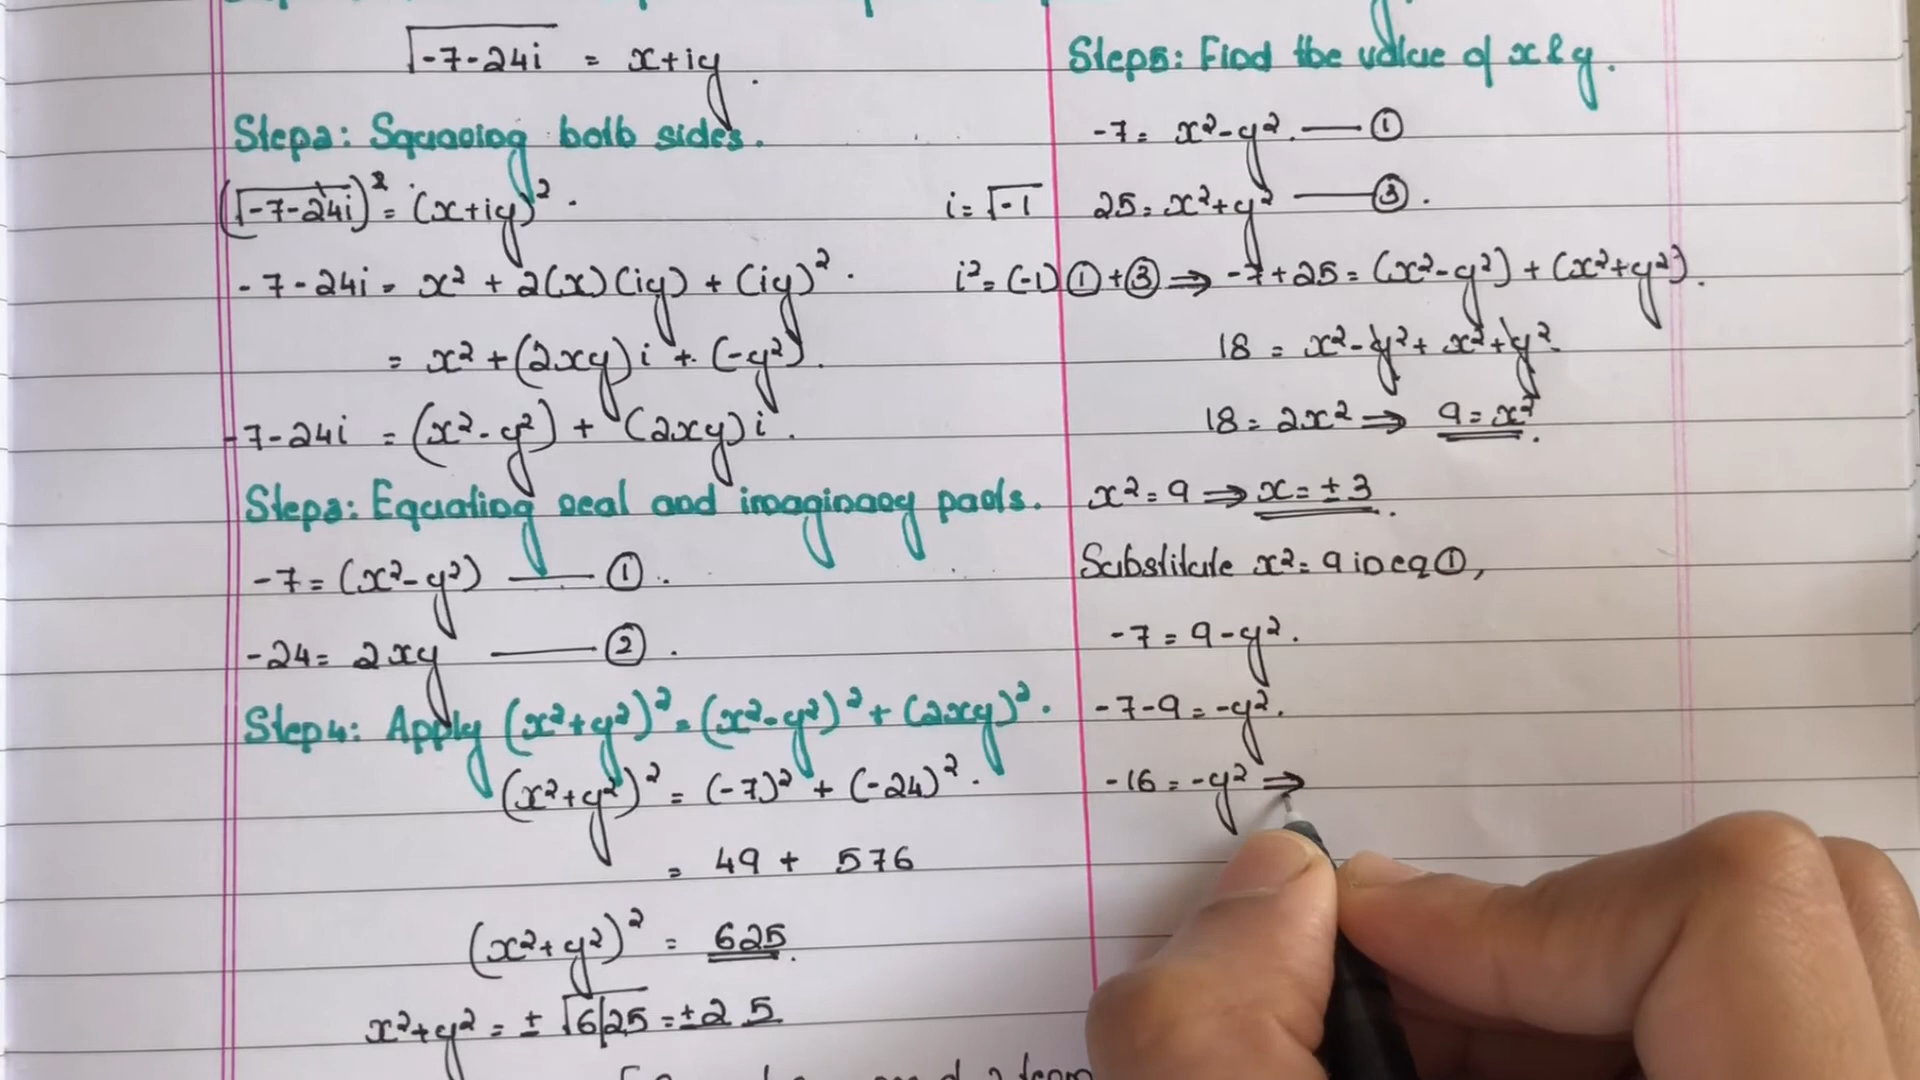 √-7-24i = x+iy.
Step2: Squaring both sides.
(√-7-24i)² = (x+iy)².
-7-24i = x² + 2(x)(iy) + (iy)².
= x² + (2xy)i + (-y²).
-7-24i = (x²-y²) + (2xy)i.
Step3: Equating real and imaginary parts.
-7 = (x²-y²) —— ①.
-24 = 2xy —— ②.
Step4: Apply (x²+y²)² = (x²-y²)² + (2xy)².
(x²+y²)² = (-7)² + (-24)².
= 49 + 576
(x²+y²)² = 625.
x²+y² = ± √625 = ±25
i = √-1
i² = (-1)
Step5: Find the value of x & y.
-7 = x²-y². —— ①
25 = x²+y² —— ③.
①+③ ⇒ -7+25 = (x²-y²) + (x²+y²).
18 = x²-y²+x²+y².
18 = 2x² ⇒ 9 = x².
x² = 9 ⇒ x = ±3.
Substitute x² = 9 in eq ①,
-7 = 9-y².
-7-9 = -y².
-16 = -y² ⇒